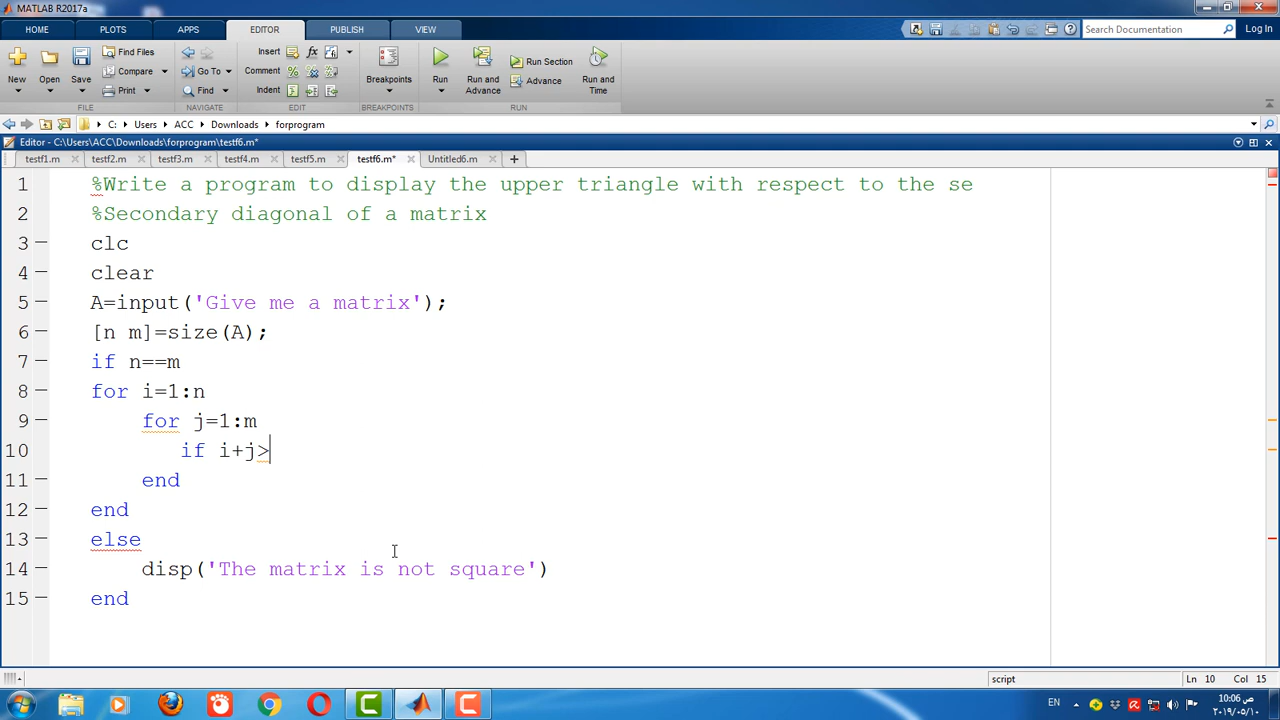 MATLAB R2017a
HOME PLOTS APPS EDITOR PUBLISH VIEW
Search Documentation Log In
New Open Save Find Files Compare Print
Go To Find
Insert Comment Indent fx
Breakpoints
Run Run and Advance Run Section Advance Run and Time
FILE NAVIGATE EDIT BREAKPOINTS RUN
C: Users ACC Downloads forprogram
Editor - C:\Users\ACC\Downloads\forprogram\testf6.m*
testf1.m testf2.m testf3.m testf4.m testf5.m testf6.m* Untitled6.m
1 %Write a program to display the upper triangle with respect to the se
2 %Secondary diagonal of a matrix
3 clc
4 clear
5 A=input('Give me a matrix');
6 [n m]=size(A);
7 if n==m
8 for i=1:n
9 for j=1:m
10 if i+j>
11 end
12 end
13 else
14 disp('The matrix is not square')
15 end
script Ln 10 Col 15
EN
10:06 ص
٢٠١٩/٠٥/١٠